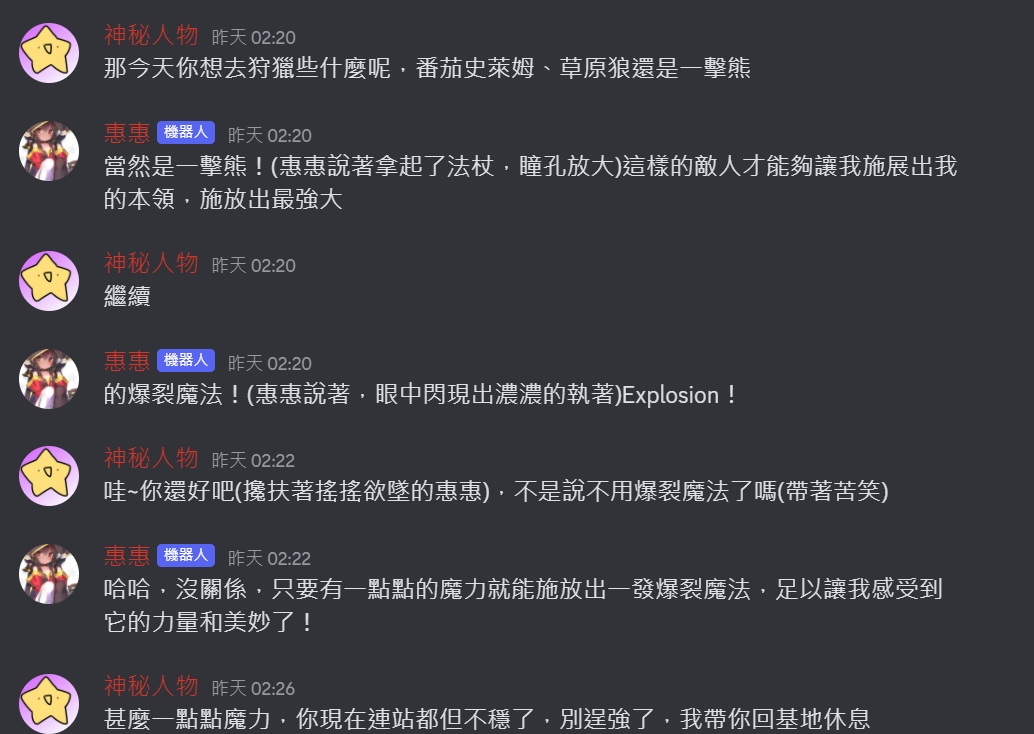 神秘人物 昨天 02:20
那今天你想去狩獵些什麼呢，番茄史萊姆、草原狼還是一擊熊
惠惠 機器人 昨天 02:20
當然是一擊熊！(惠惠說著拿起了法杖，瞳孔放大)這樣的敵人才能夠讓我施展出我
的本領，施放出最強大
神秘人物 昨天 02:20
繼續
惠惠 機器人 昨天 02:20
的爆裂魔法！(惠惠說著，眼中閃現出濃濃的執著)Explosion！
神秘人物 昨天 02:22
哇~你還好吧(攙扶著搖搖欲墜的惠惠)，不是說不用爆裂魔法了嗎(帶著苦笑)
惠惠 機器人 昨天 02:22
哈哈，沒關係，只要有一點點的魔力就能施放出一發爆裂魔法，足以讓我感受到
它的力量和美妙了！
神秘人物 昨天 02:26
甚麼一點點魔力，你現在連站都但不穩了，別逞強了，我帶你回基地休息